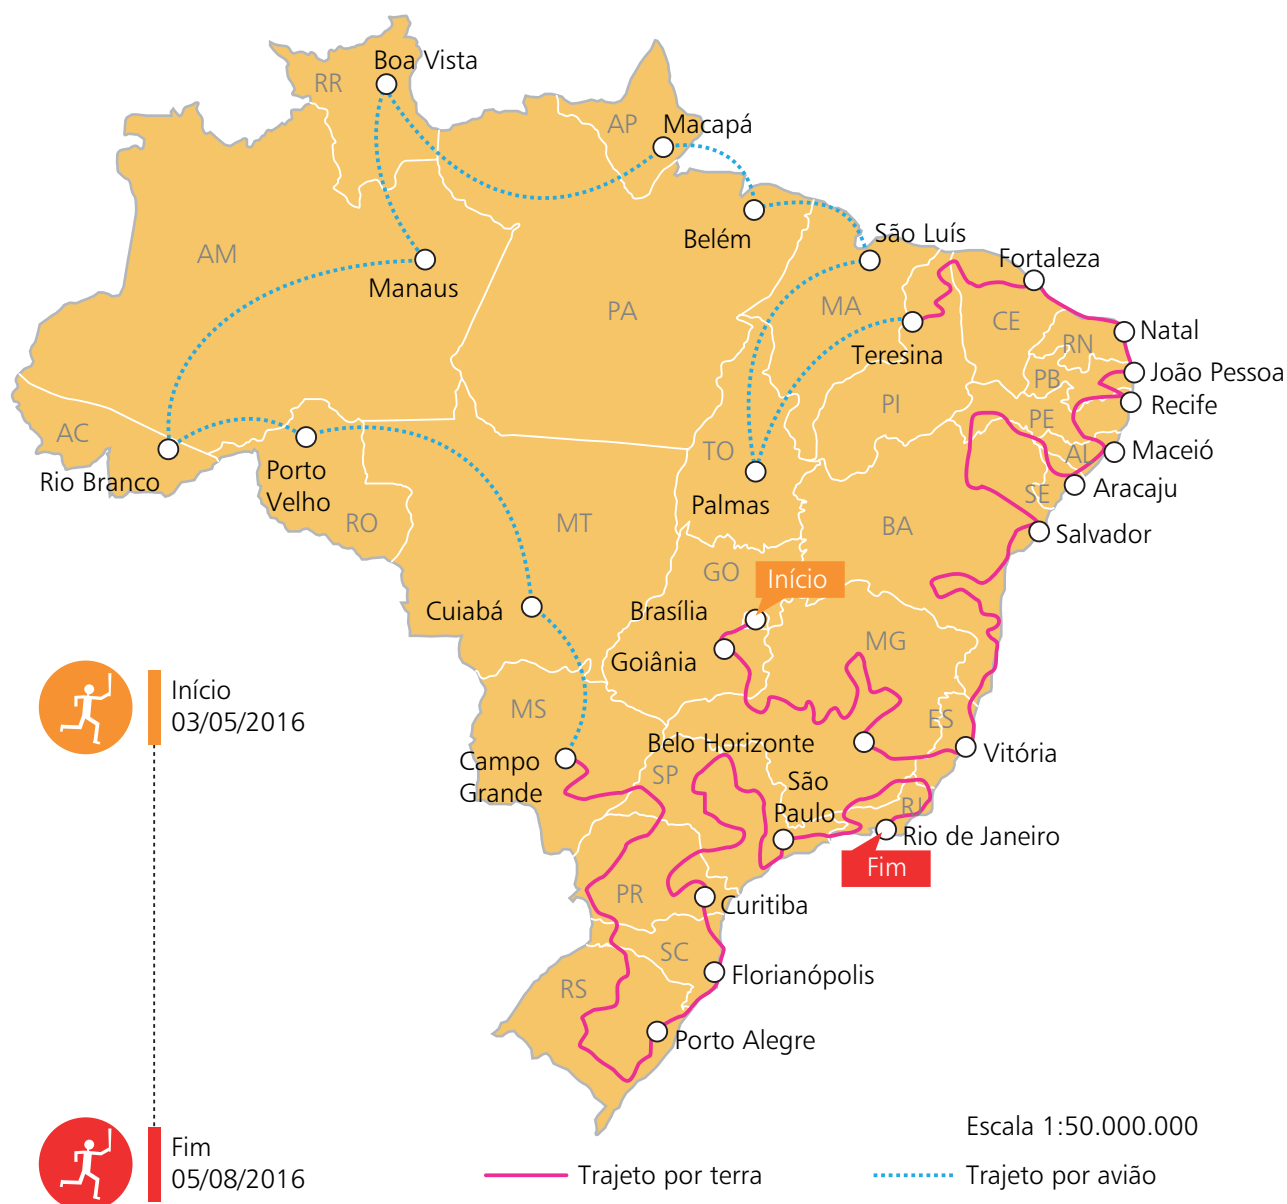 Boa Vista
RR
AP
Macapá
Belém
São Luís
Fortaleza
AM
Manaus
PA
MA
Teresina
CE
Natal
RN
João Pessoa
PB
Recife
PI
PE
AC
Rio Branco
Porto
Velho
RO
TO
Palmas
AL
Maceió
SE
Aracaju
MT
BA
Salvador
GO
Início
Cuiabá
Brasília
Goiânia
MG
Início
03/05/2016
MS
Campo
Grande
Belo Horizonte
ES
Vitória
SP
São
Paulo
RJ
Rio de Janeiro
Fim
PR
Curitiba
SC
Florianópolis
RS
Porto Alegre
Escala 1:50.000.000
Fim
05/08/2016
Trajeto por terra
Trajeto por avião